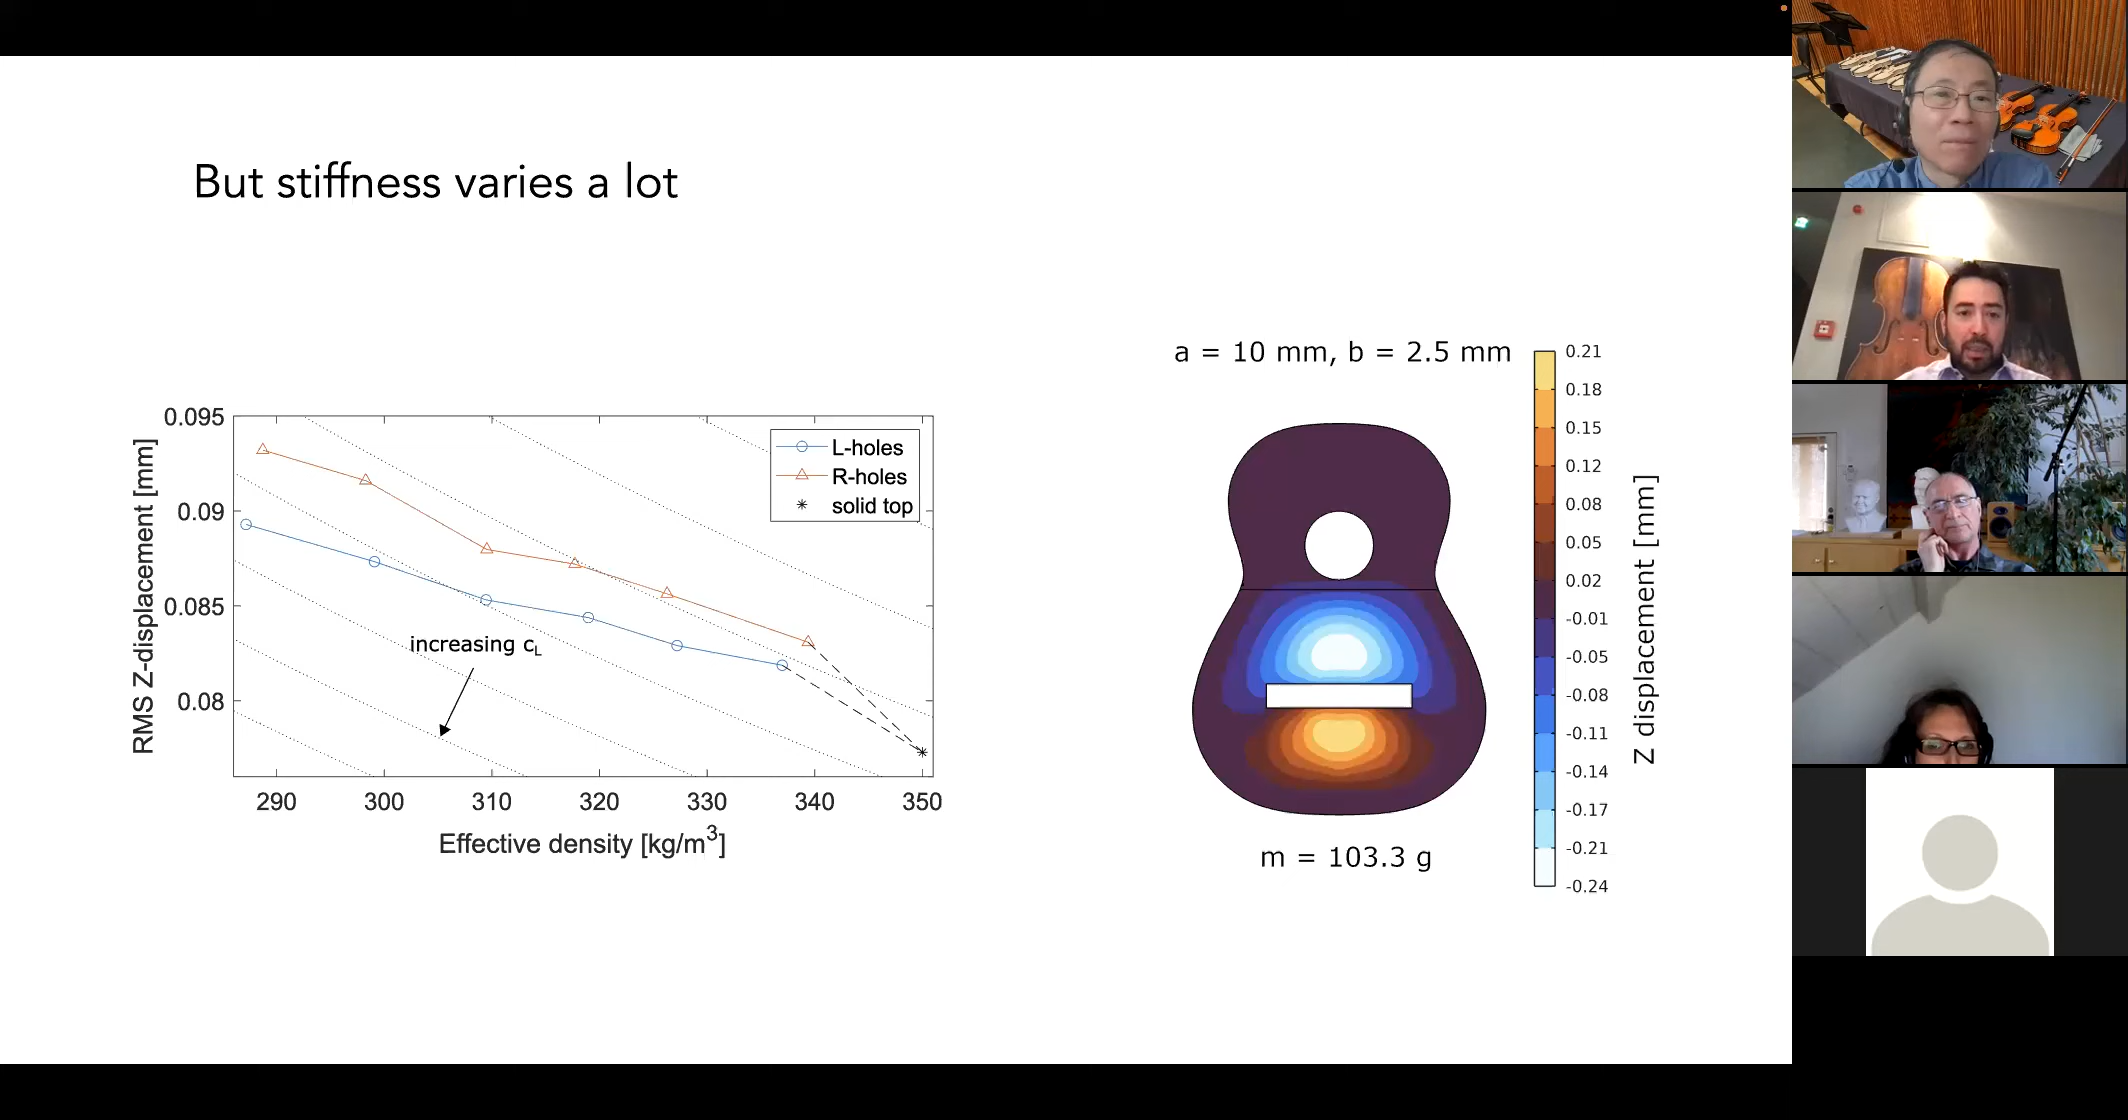 But stiffness varies a lot
0.095
0.09
0.085
0.08
RMS Z-displacement [mm]
L-holes
R-holes
solid top
increasing cL
290 300 310 320 330 340 350
Effective density [kg/m3]
a = 10 mm, b = 2.5 mm
m = 103.3 g
0.21
0.18
0.15
0.12
0.08
0.05
0.02
-0.01
-0.05
-0.08
-0.11
-0.14
-0.17
-0.21
-0.24
Z displacement [mm]